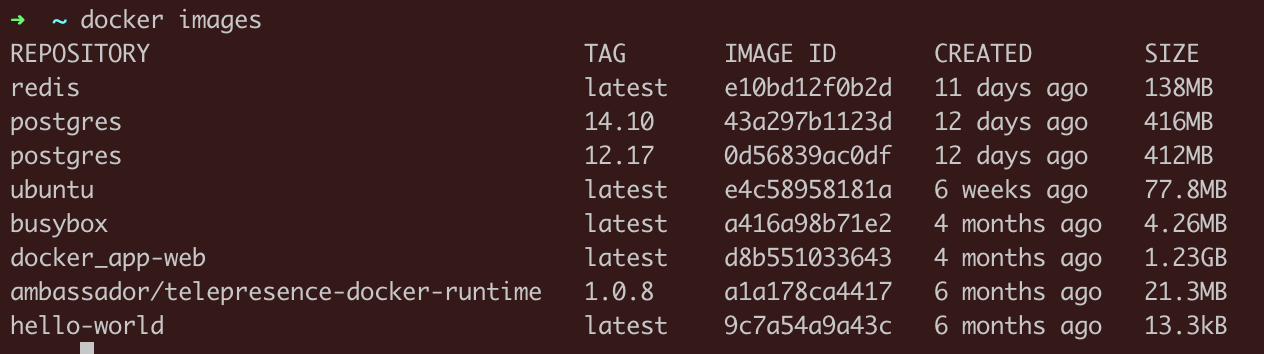 ➜  ~ docker images
REPOSITORY                               TAG       IMAGE ID       CREATED        SIZE
redis                                    latest    e10bd12f0b2d   11 days ago    138MB
postgres                                 14.10     43a297b1123d   12 days ago    416MB
postgres                                 12.17     0d56839ac0df   12 days ago    412MB
ubuntu                                   latest    e4c58958181a   6 weeks ago    77.8MB
busybox                                  latest    a416a98b71e2   4 months ago   4.26MB
docker_app-web                           latest    d8b551033643   4 months ago   1.23GB
ambassador/telepresence-docker-runtime   1.0.8     a1a178ca4417   6 months ago   21.3MB
hello-world                              latest    9c7a54a9a43c   6 months ago   13.3kB